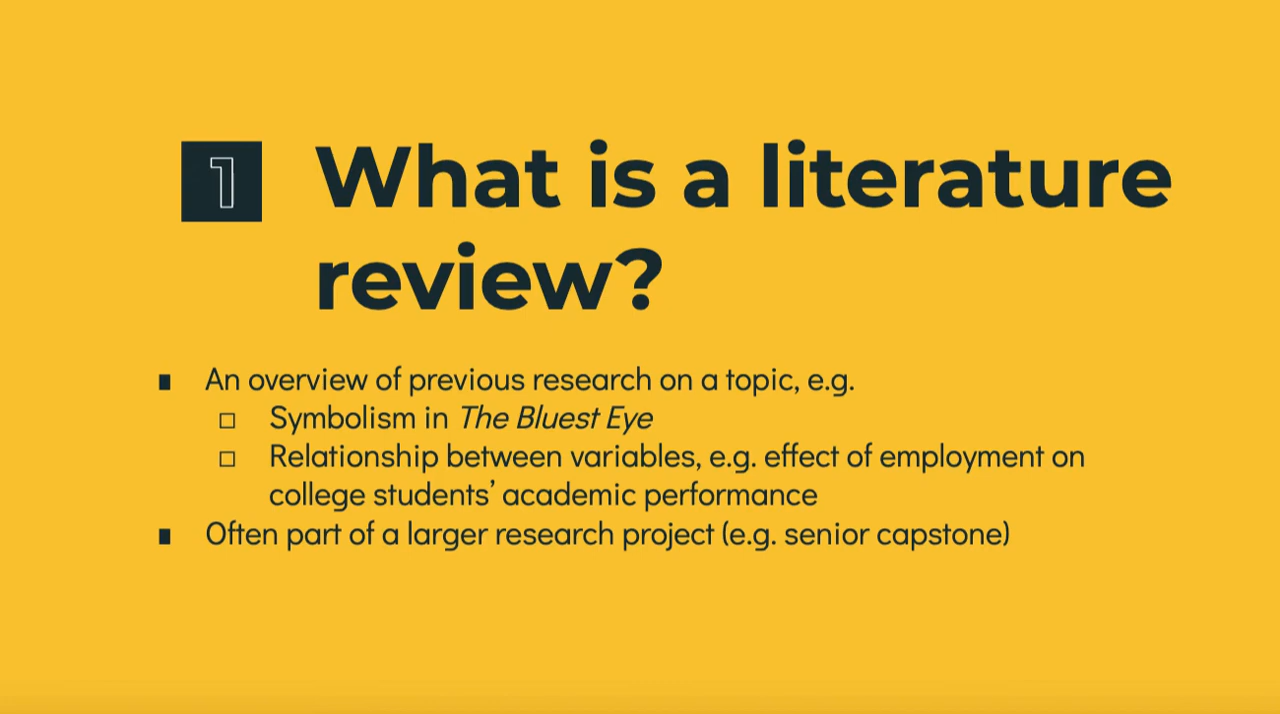 1 What is a literature
review?
An overview of previous research on a topic, e.g.
Symbolism in The Bluest Eye
Relationship between variables, e.g. effect of employment on
college students’ academic performance
Often part of a larger research project (e.g. senior capstone)